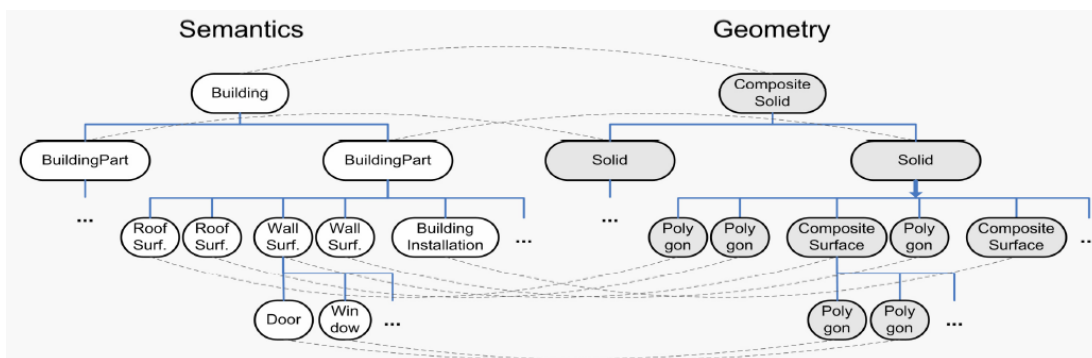 Semantics
Geometry
Building
Composite
Solid
BuildingPart
BuildingPart
Solid
Solid
...
Roof
Surf.
Roof
Surf.
Wall
Surf.
Wall
Surf.
Building
Installation
...
...
Poly
gon
Poly
gon
Composite
Surface
Poly
gon
Composite
Surface
...
Door
Win
dow
...
Poly
gon
Poly
gon
...